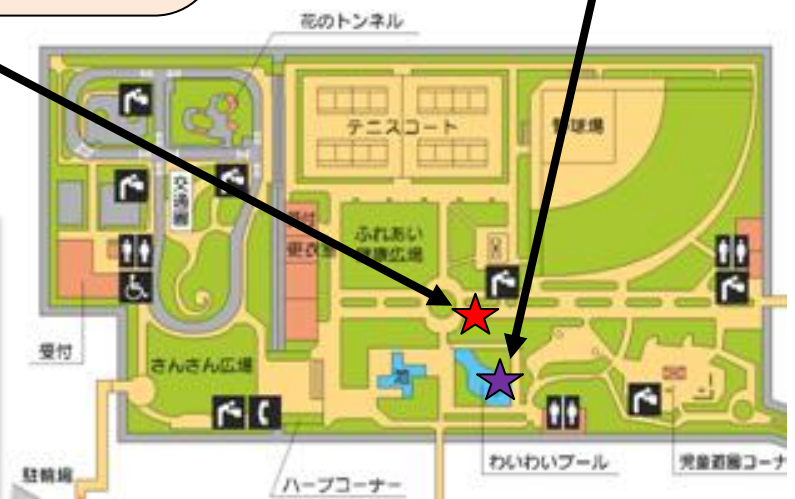 花のトンネル
テニスコート
野球場
交通園
受付
更衣室
ふれあい
健康広場
受付
さんさん広場
池
わいわいプール
児童遊園コーナ
駐輪場
ハーブコーナー